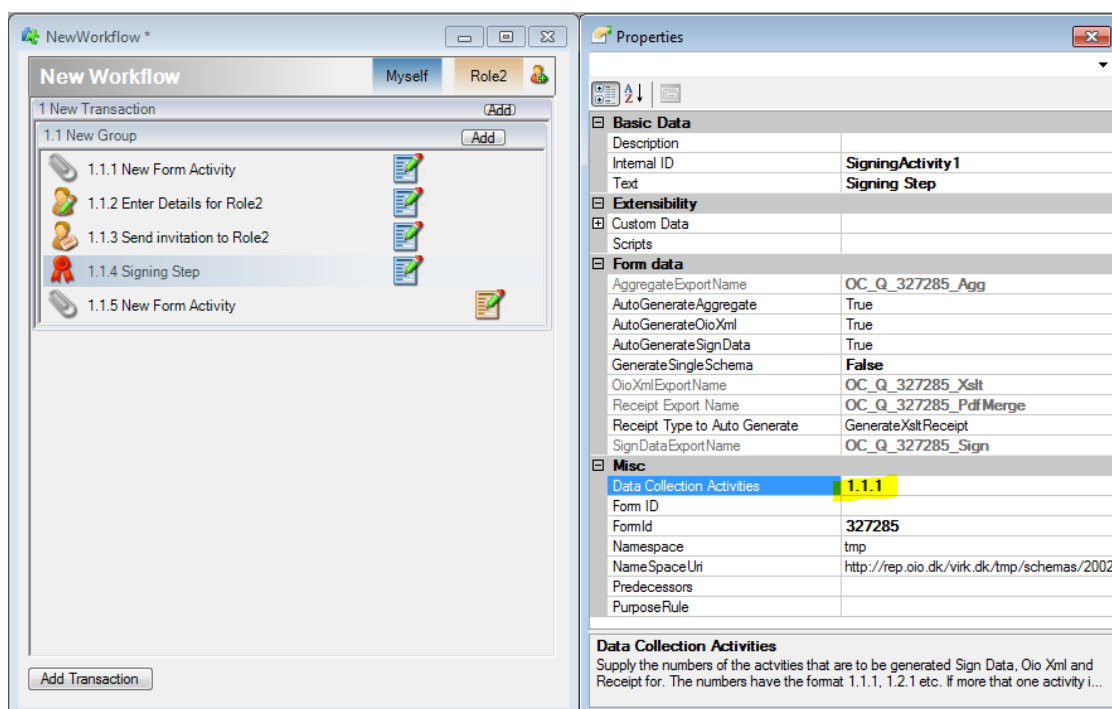 NewWorkflow *
New Workflow Myself Role2
1 New Transaction Add
1.1 New Group Add
1.1.1 New Form Activity
1.1.2 Enter Details for Role2
1.1.3 Send invitation to Role2
1.1.4 Signing Step
1.1.5 New Form Activity
Add Transaction
Properties
Basic Data
Description
Internal ID SigningActivity1
Text Signing Step
Extensibility
Custom Data
Scripts
Form data
AggregateExportName OC_Q_327285_Agg
AutoGenerateAggregate True
AutoGenerateOioXml True
AutoGenerateSignData True
GenerateSingleSchema False
OioXmlExportName OC_Q_327285_Xslt
Receipt Export Name OC_Q_327285_PdfMerge
Receipt Type to Auto Generate GenerateXsltReceipt
SignDataExportName OC_Q_327285_Sign
Misc
Data Collection Activities 1.1.1
Form ID
FormId 327285
Namespace tmp
NameSpaceUri http://rep.oio.dk/virk.dk/tmp/schemas/2002
Predecessors
PurposeRule
Data Collection Activities
Supply the numbers of the actvities that are to be generated Sign Data, Oio Xml and
Receipt for. The numbers have the format 1.1.1, 1.2.1 etc. If more that one activity i...